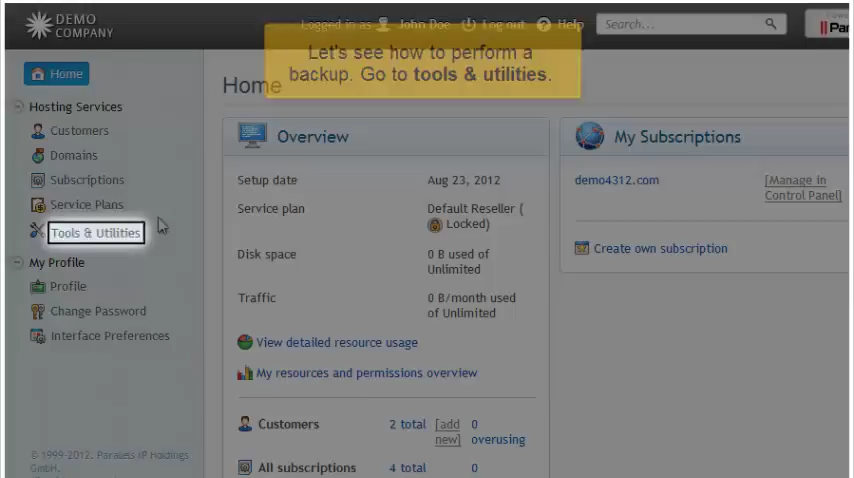 DEMO
COMPANY
Logged in as John Doe Log out Help Search...
Let's see how to perform a
backup. Go to tools & utilities.
Home
Home
Hosting Services
Customers
Domains
Subscriptions
Service Plans
Tools & Utilities
My Profile
Profile
Change Password
Interface Preferences
© 1999-2012. Parallels IP Holdings
GmbH.
Overview
Setup date Aug 23, 2012
Service plan Default Reseller (
Locked)
Disk space 0 B used of
Unlimited
Traffic 0 B/month used
of Unlimited
View detailed resource usage
My resources and permissions overview
Customers 2 total [add 0
new] overusing
All subscriptions 4 total 0
My Subscriptions
demo4312.com [Manage in
Control Panel]
Create own subscription